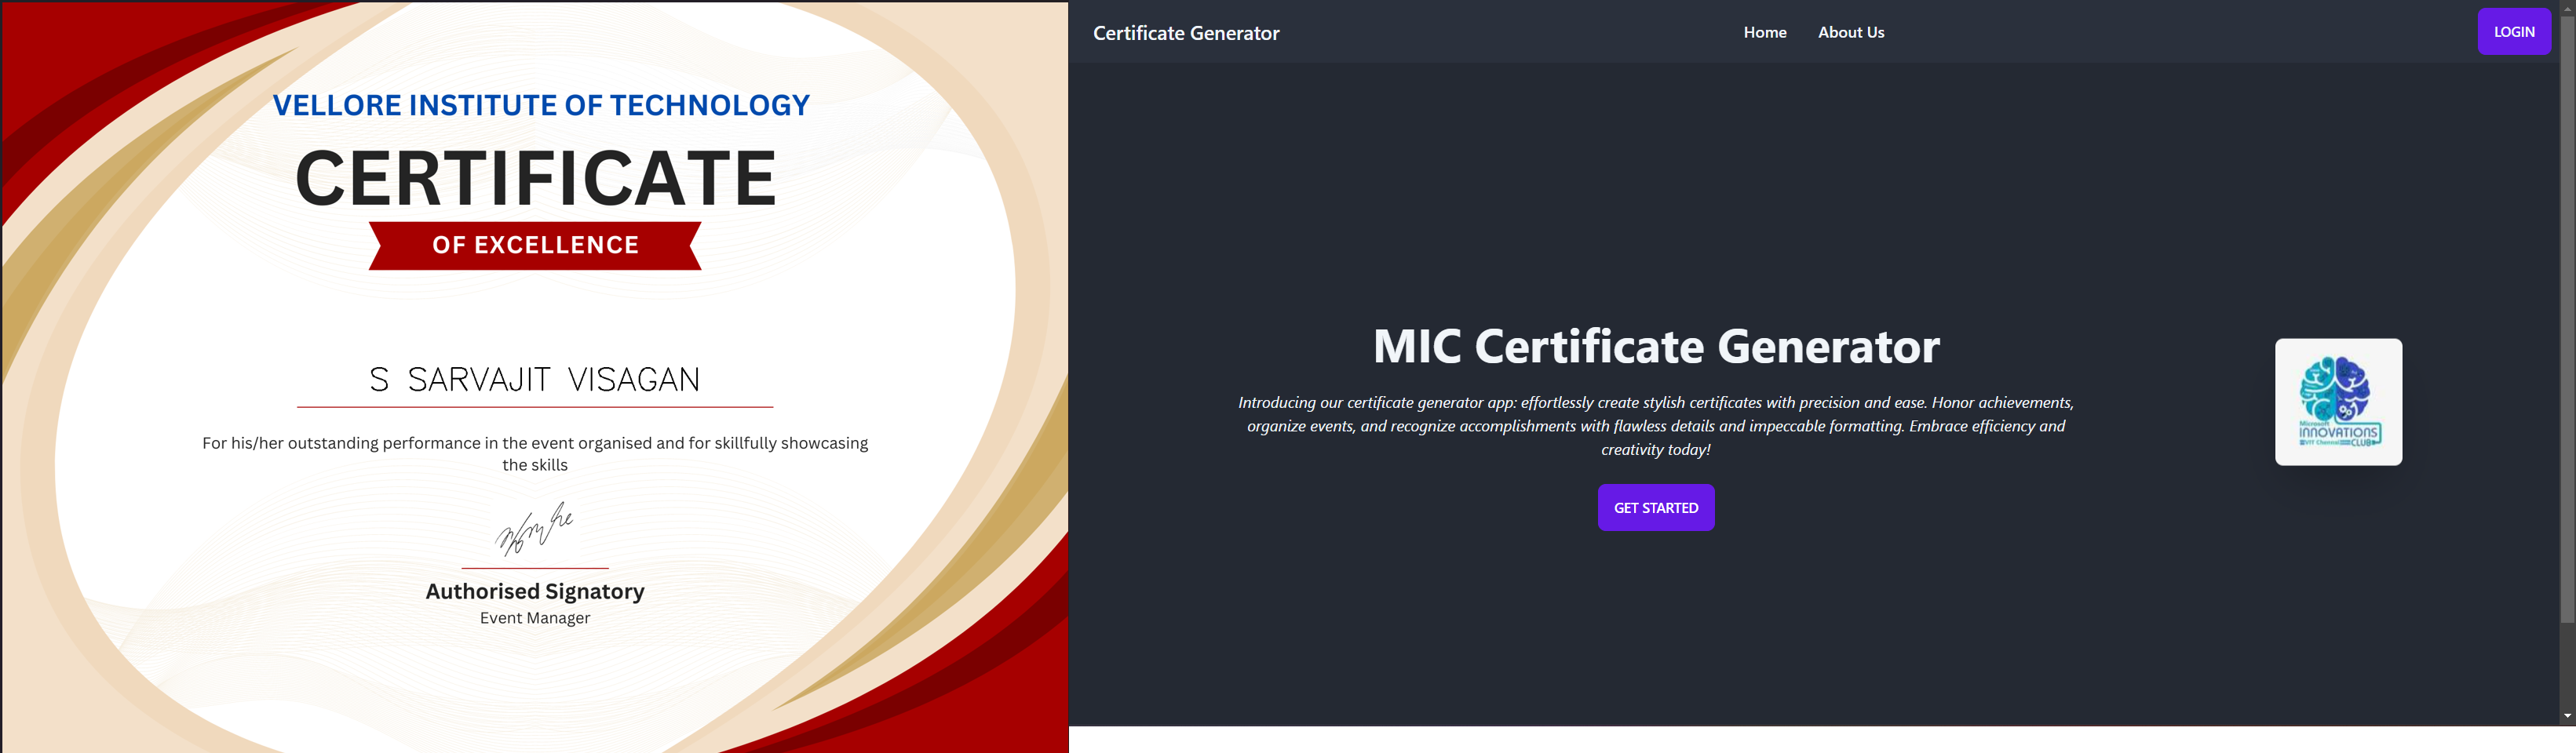 VELLORE INSTITUTE OF TECHNOLOGY
CERTIFICATE
OF EXCELLENCE
S SARVAJIT VISAGAN
For his/her outstanding performance in the event organised and for skillfully showcasing
the skills
Authorised Signatory
Event Manager
Certificate Generator
Home
About Us
LOGIN
MIC Certificate Generator
Introducing our certificate generator app: effortlessly create stylish certificates with precision and ease. Honor achievements,
organize events, and recognize accomplishments with flawless details and impeccable formatting. Embrace efficiency and
creativity today!
GET STARTED
Microsoft
INNOVATIONS
VIT Chennai
CLUB